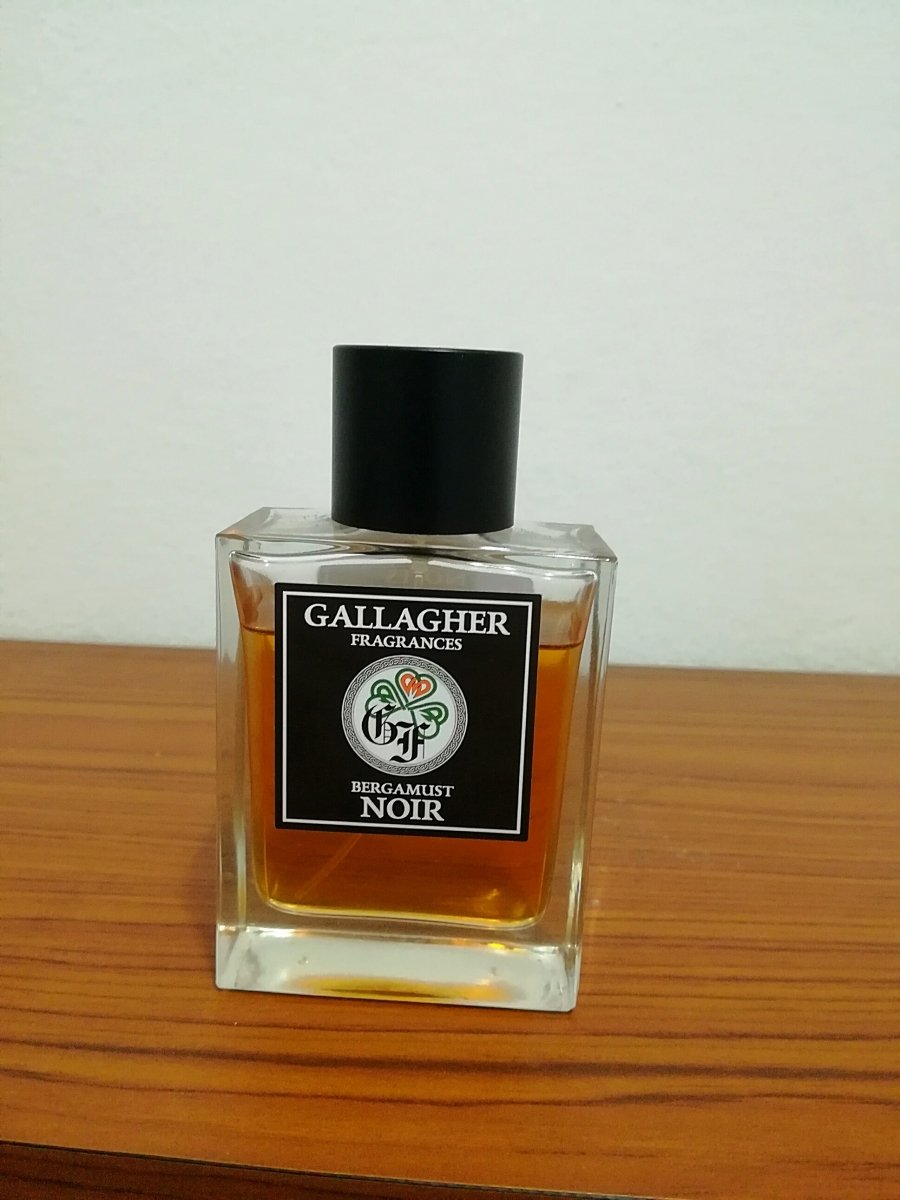 GALLAGHER
FRAGRANCES
GF
BERGAMUST
NOIR